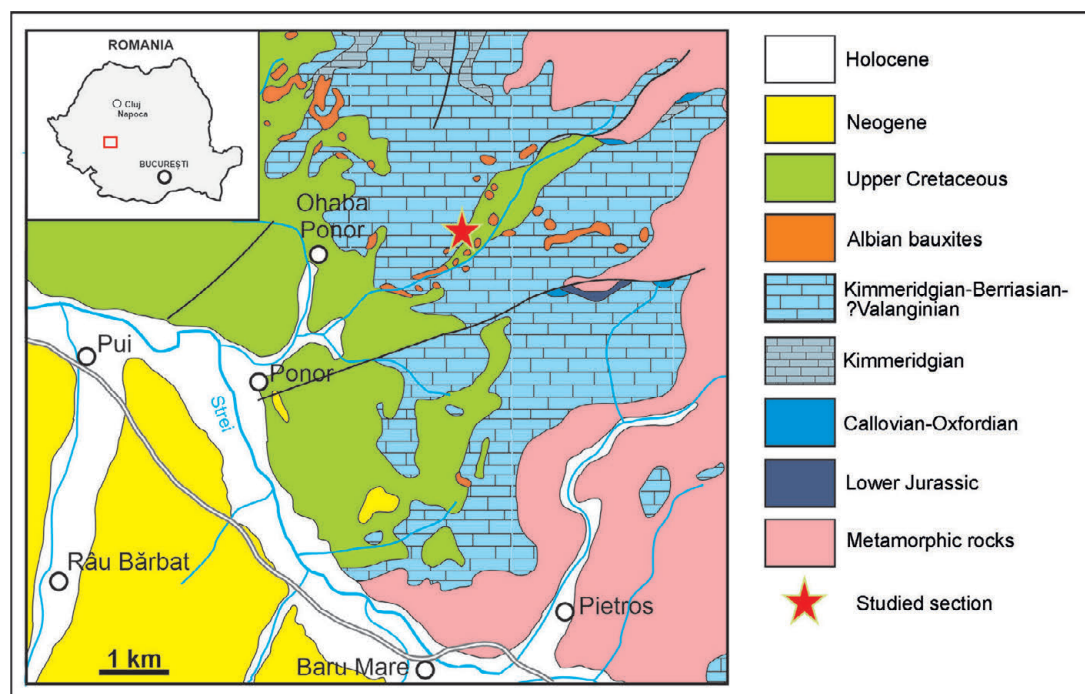 ROMANIA
Cluj
Napoca
BUCUREȘTI
Ohaba
Ponor
Pui
Ponor
Strei
Râu Bărbat
Pietros
1 km
Baru Mare
Holocene
Neogene
Upper Cretaceous
Albian bauxites
Kimmeridgian-Berriasian-
?Valanginian
Kimmeridgian
Callovian-Oxfordian
Lower Jurassic
Metamorphic rocks
Studied section